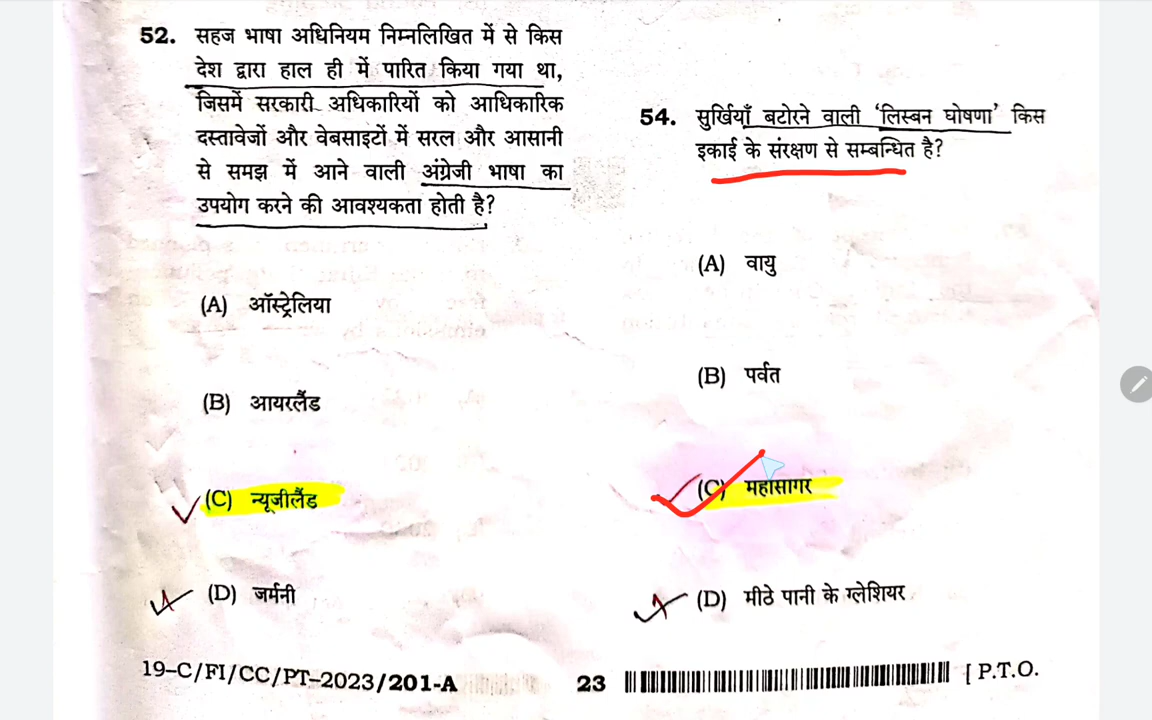 52. सहज भाषा अधिनियम निम्नलिखित में से किस
देश द्वारा हाल ही में पारित किया गया था,
जिसमें सरकारी अधिकारियों को आधिकारिक
दस्तावेजों और वेबसाइटों में सरल और आसानी
से समझ में आने वाली अंग्रेजी भाषा का
उपयोग करने की आवश्यकता होती है?
(A) ऑस्ट्रेलिया
(B) आयरलैंड
(C) न्यूजीलैंड
(D) जर्मनी
54. सुर्खियाँ बटोरने वाली ‘लिस्बन घोषणा’ किस
इकाई के संरक्षण से सम्बन्धित है?
(A) वायु
(B) पर्वत
(C) महासागर
(D) मीठे पानी के ग्लेशियर
19–C/FI/CC/PT–2023/201-A
23
[ P.T.O.